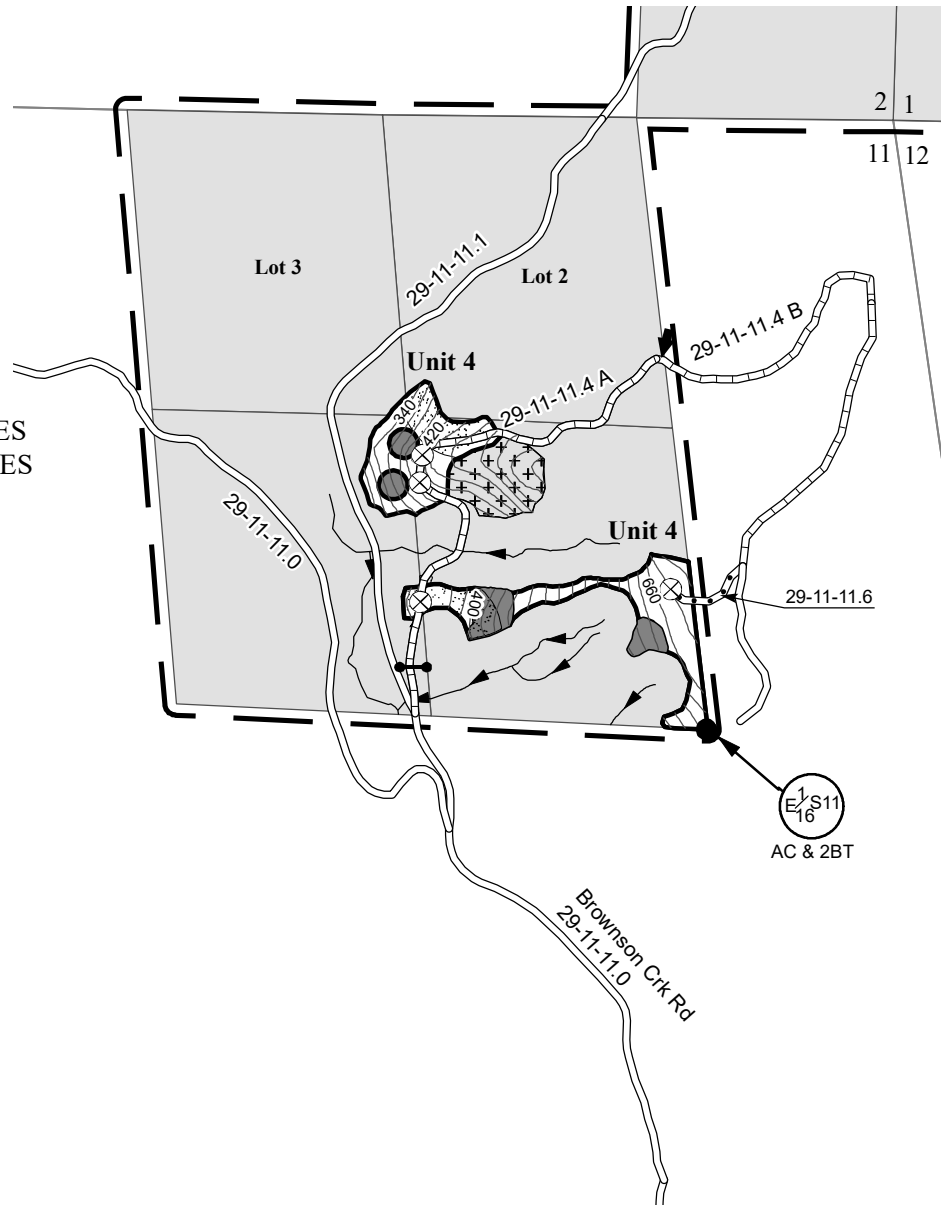 2 1
11 12
Lot 3
29-11-11.1
Lot 2
29-11-11.4 B
Unit 4
340
420
29-11-11.4 A
ES
ES
29-11-11.0
Unit 4
660
400
29-11-11.6
E 1/16 S11
AC & 2BT
Brownson Crk Rd
29-11-11.0